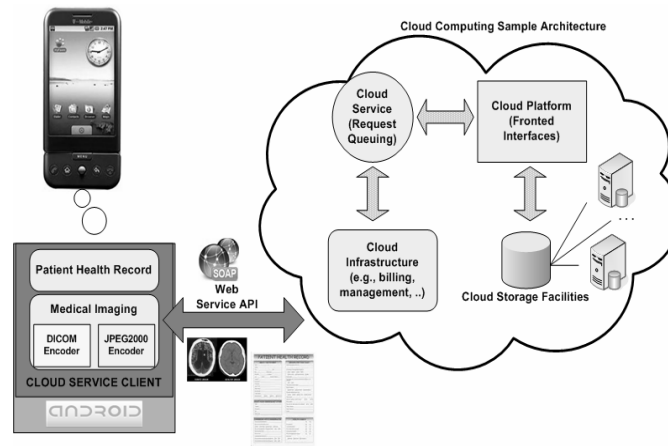 Cloud Computing Sample Architecture
T-Mobile
Cloud
Service
(Request
Queuing)
Cloud Platform
(Fronted
Interfaces)
Cloud
Infrastructure
(e.g., billing,
management, ..)
. . .
Cloud Storage Facilities
SOAP
Web
Service API
Patient Health Record
Medical Imaging
DICOM
Encoder
JPEG2000
Encoder
CLOUD SERVICE CLIENT
ANDROID
PATIENT HEALTH RECORD